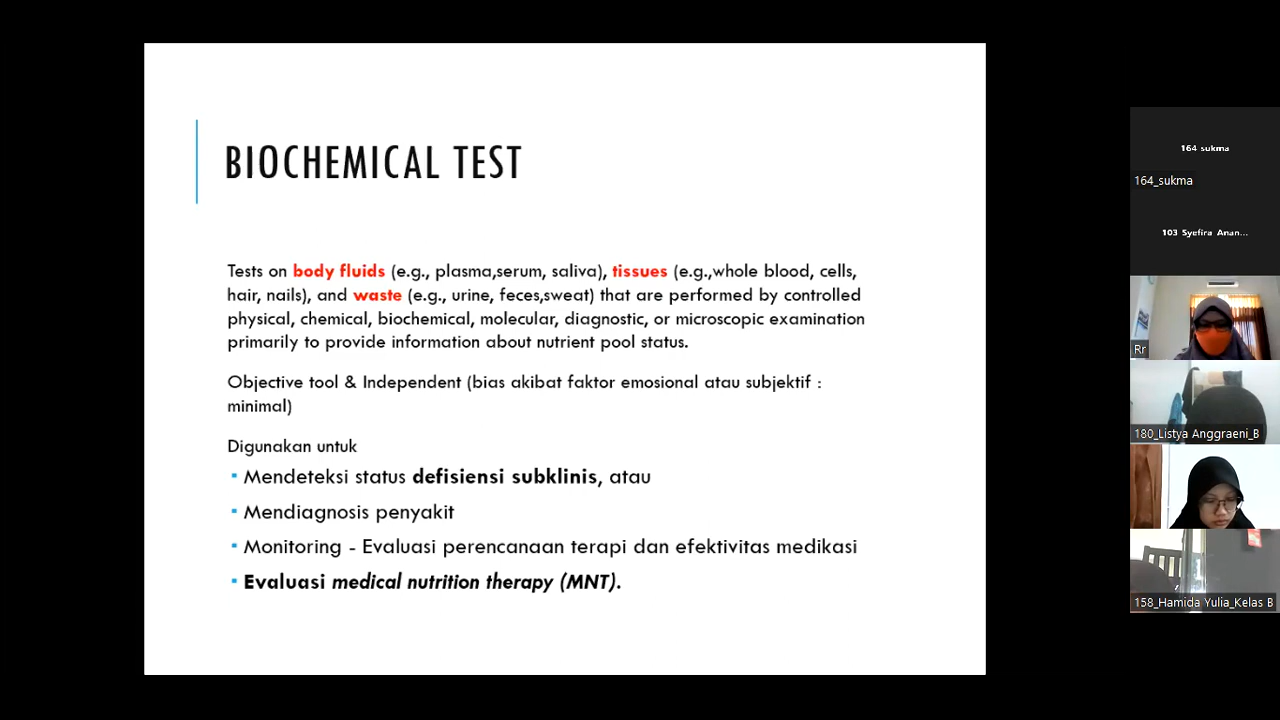 BIOCHEMICAL TEST
Tests on body fluids (e.g., plasma,serum, saliva), tissues (e.g.,whole blood, cells,
hair, nails), and waste (e.g., urine, feces,sweat) that are performed by controlled
physical, chemical, biochemical, molecular, diagnostic, or microscopic examination
primarily to provide information about nutrient pool status.
Objective tool & Independent (bias akibat faktor emosional atau subjektif :
minimal)
Digunakan untuk
▪ Mendeteksi status defisiensi subklinis, atau
▪ Mendiagnosis penyakit
▪ Monitoring - Evaluasi perencanaan terapi dan efektivitas medikasi
▪ Evaluasi medical nutrition therapy (MNT).
164 sukma
164_sukma
103 Syefira Anan...
Rr
180_Listya Anggraeni_B
158_Hamida Yulia_Kelas B